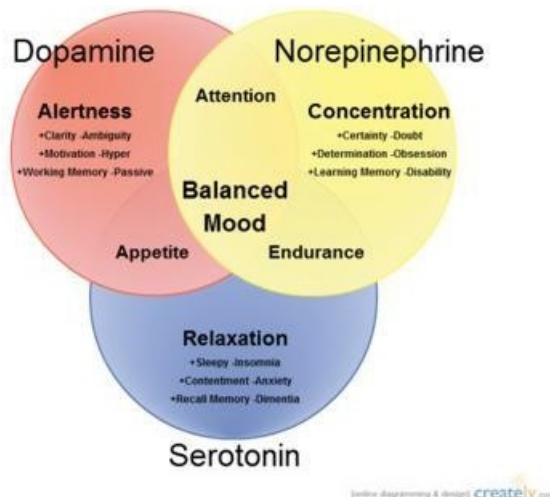 Dopamine
Norepinephrine
Attention
Alertness
+Clarity -Ambiguity
+Motivation -Hyper
+Working Memory -Passive
Concentration
+Certainty -Doubt
+Determination -Obsession
+Learning Memory -Disability
Balanced
Mood
Appetite
Endurance
Relaxation
+Sleepy -Insomnia
+Contentment -Anxiety
+Recall Memory -Dimentia
Serotonin
creately